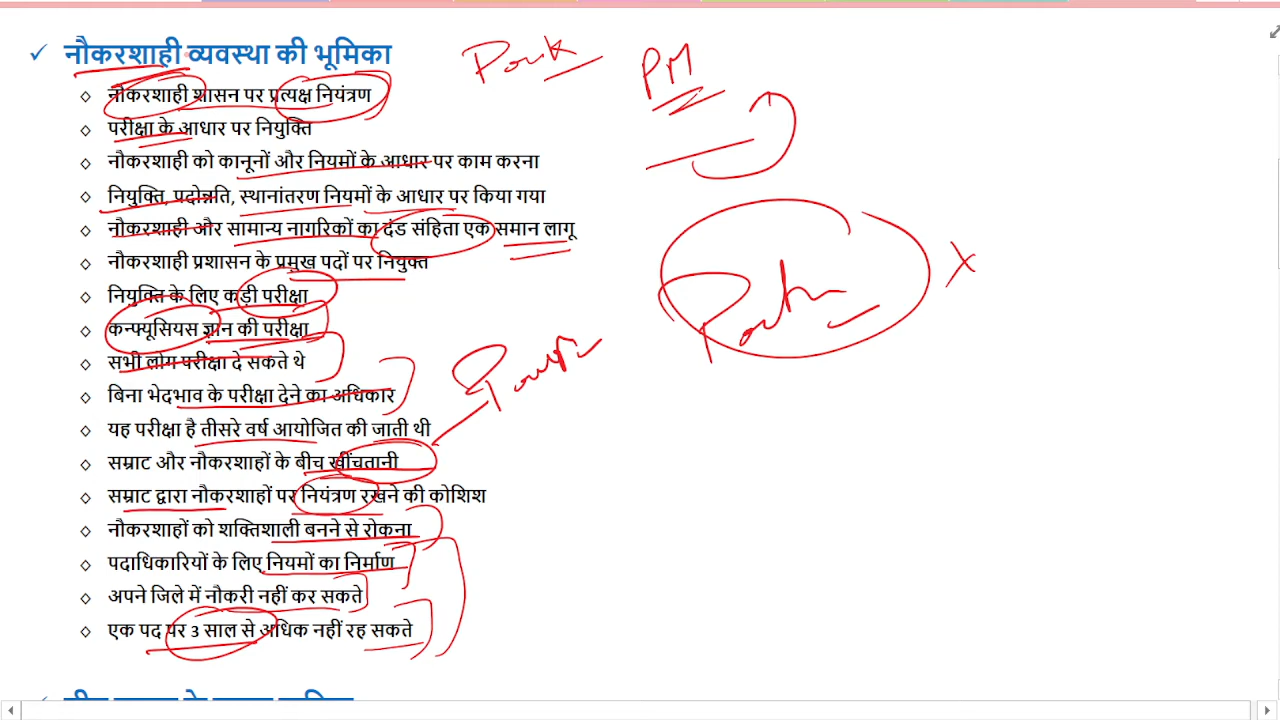 नौकरशाही व्यवस्था की भूमिका
नौकरशाही शासन पर प्रत्यक्ष नियंत्रण
परीक्षा के आधार पर नियुक्ति
नौकरशाही को कानूनों और नियमों के आधार पर काम करना
नियुक्ति, पदोन्नति, स्थानांतरण नियमों के आधार पर किया गया
नौकरशाही और सामान्य नागरिकों का दंड संहिता एक समान लागू
नौकरशाही प्रशासन के प्रमुख पदों पर नियुक्त
नियुक्ति के लिए कड़ी परीक्षा
कन्फ्यूसियस ज्ञान की परीक्षा
सभी लोग परीक्षा दे सकते थे
बिना भेदभाव के परीक्षा देने का अधिकार
यह परीक्षा है तीसरे वर्ष आयोजित की जाती थी
सम्राट और नौकरशाहों के बीच खींचतानी
सम्राट द्वारा नौकरशाहों पर नियंत्रण रखने की कोशिश
नौकरशाहों को शक्तिशाली बनने से रोकना
पदाधिकारियों के लिए नियमों का निर्माण
अपने जिले में नौकरी नहीं कर सकते
एक पद पर 3 साल से अधिक नहीं रह सकते
PM